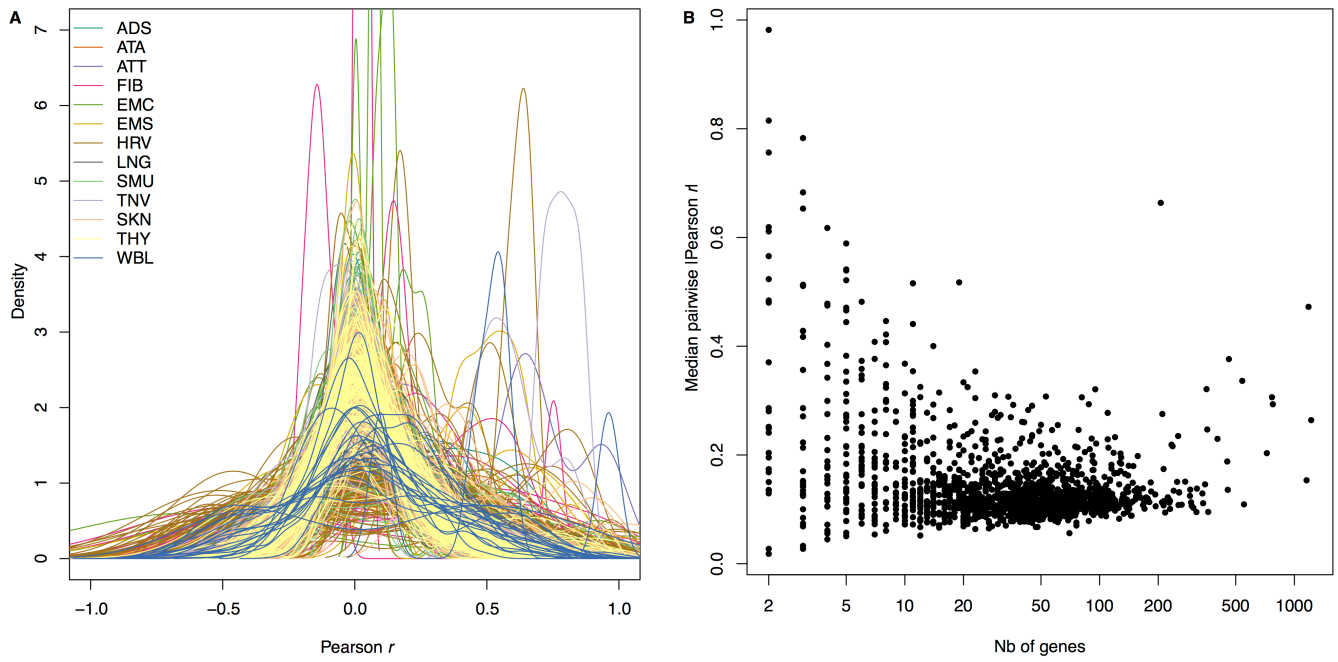 A
7
6
5
4
3
2
1
0
Density
ADS
ATA
ATT
FIB
EMC
EMS
HRV
LNG
SMU
TNV
SKN
THY
WBL
−1.0 −0.5 0.0 0.5 1.0
Pearson r
B
1.0
0.8
0.6
0.4
0.2
0.0
Median pairwise |Pearson r|
2 5 10 20 50 100 200 500 1000
Nb of genes